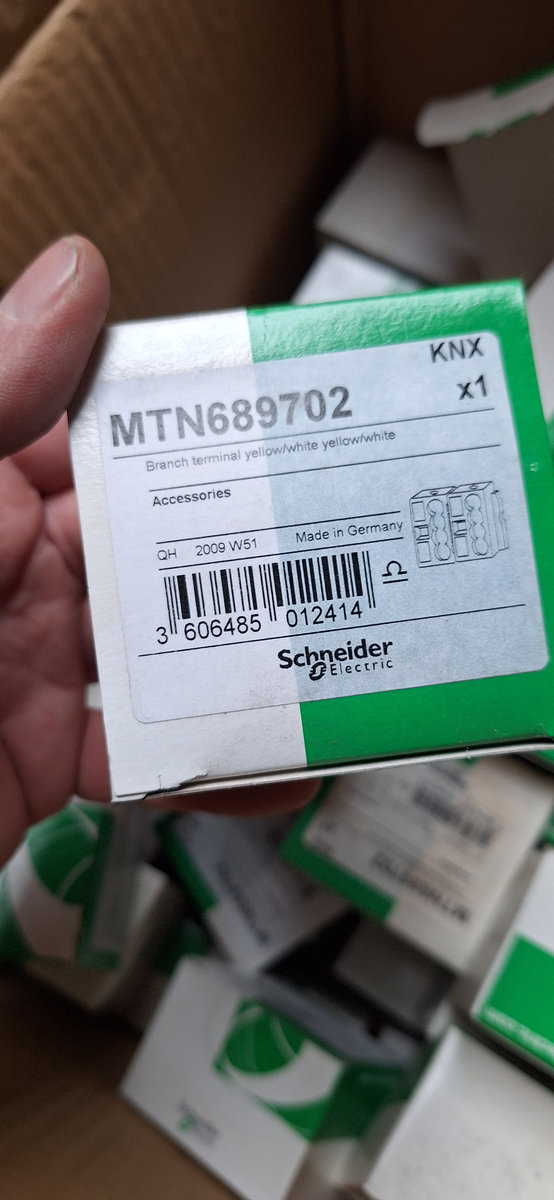 KNX
MTN689702
x1
Branch terminal yellow/white yellow/white
Accessories
QH 2009 W51 Made in Germany
3 606485 012414
Schneider
Electric
Schneider